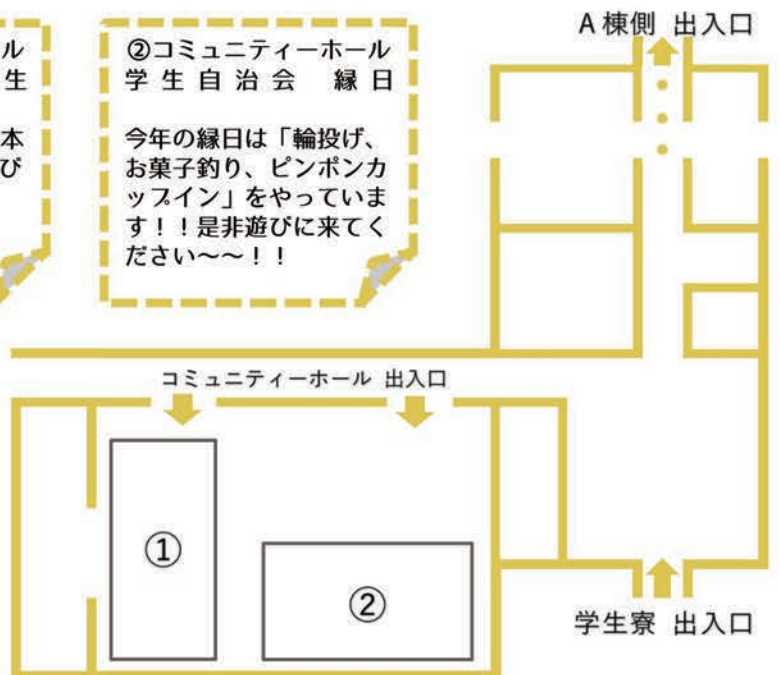 ル
生
本
び
②コミュニティーホール
学生自治会　縁日
今年の縁日は「輪投げ、
お菓子釣り、ピンポンカ
ップイン」をやっていま
す！！是非遊びに来てく
ださい～～！！
A棟側 出入口
コミュニティーホール 出入口
①
②
学生寮 出入口